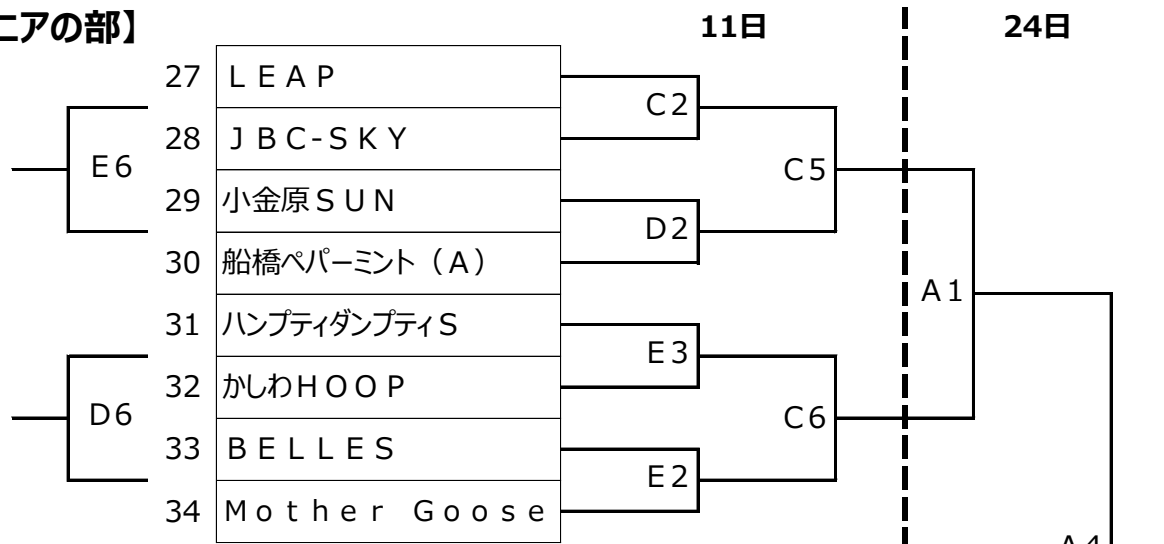 ニアの部】 11日 24日
27 ＬＥＡＰ
C2
28 ＪＢＣ-ＳＫＹ
E6 C5
29 小金原ＳＵＮ
D2
30 船橋ペパーミント（Ａ）
A1
31 ハンプティダンプティＳ
E3
32 かしわＨＯＯＰ
D6 C6
33 ＢＥＬＬＥＳ
E2
34 Ｍｏｔｈｅｒ Ｇｏｏｓｅ